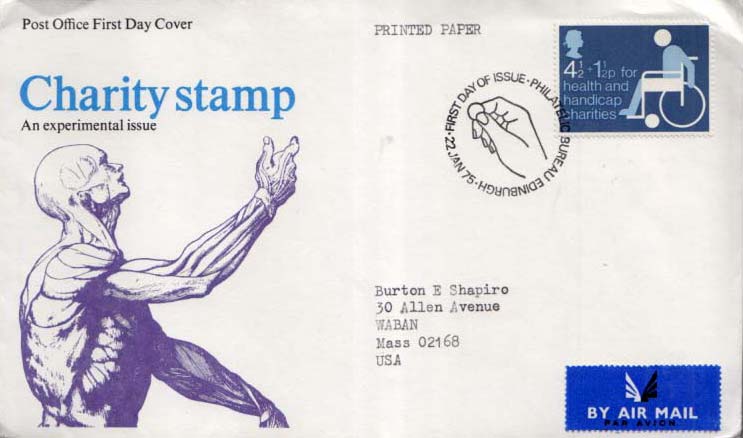 Post Office First Day Cover
PRINTED PAPER
Charity stamp
An experimental issue
4½+1½p for
health and
handicap
charities
FIRST DAY OF ISSUE·PHILATELIC BUREAU EDINBURGH·22 JAN 75·
Burton E Shapiro
30 Allen Avenue
WABAN
Mass 02168
USA
BY AIR MAIL
PAR AVION